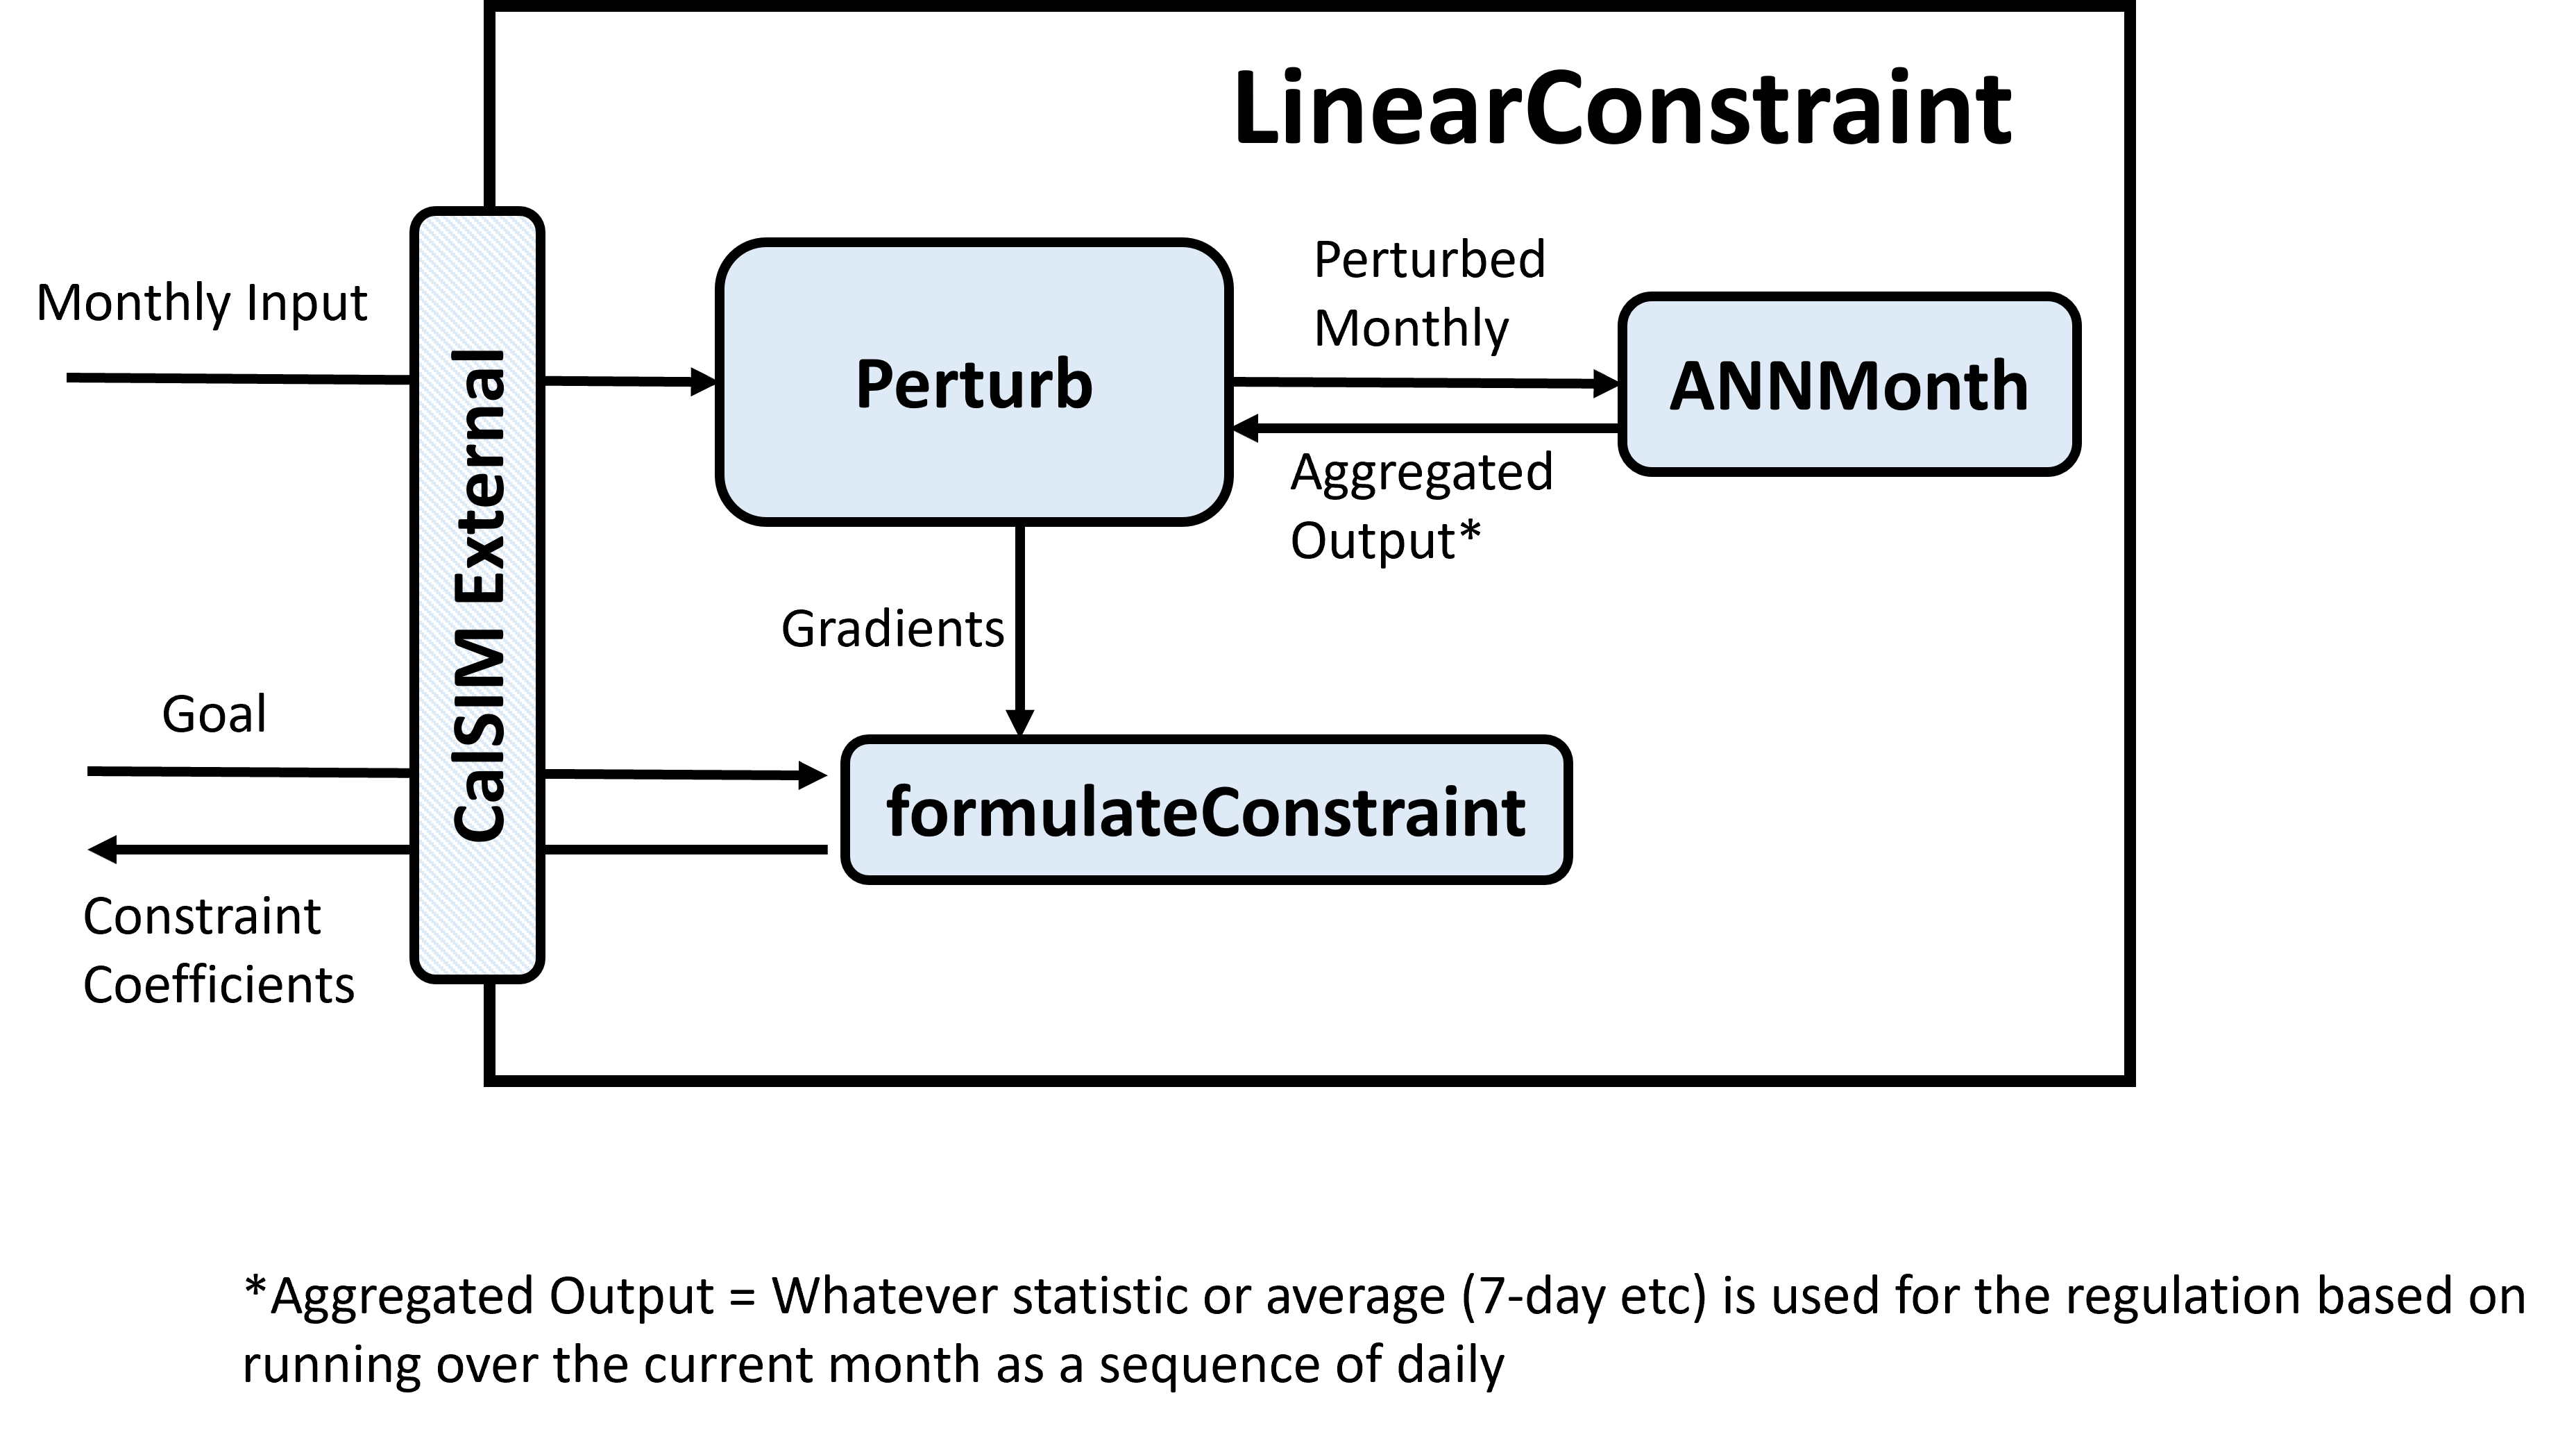 LinearConstraint
Monthly Input
CalSIM External
Perturb
Perturbed
Monthly
ANNMonth
Aggregated
Output*
Gradients
Goal
formulateConstraint
Constraint
Coefficients
*Aggregated Output = Whatever statistic or average (7-day etc) is used for the regulation based on
running over the current month as a sequence of daily